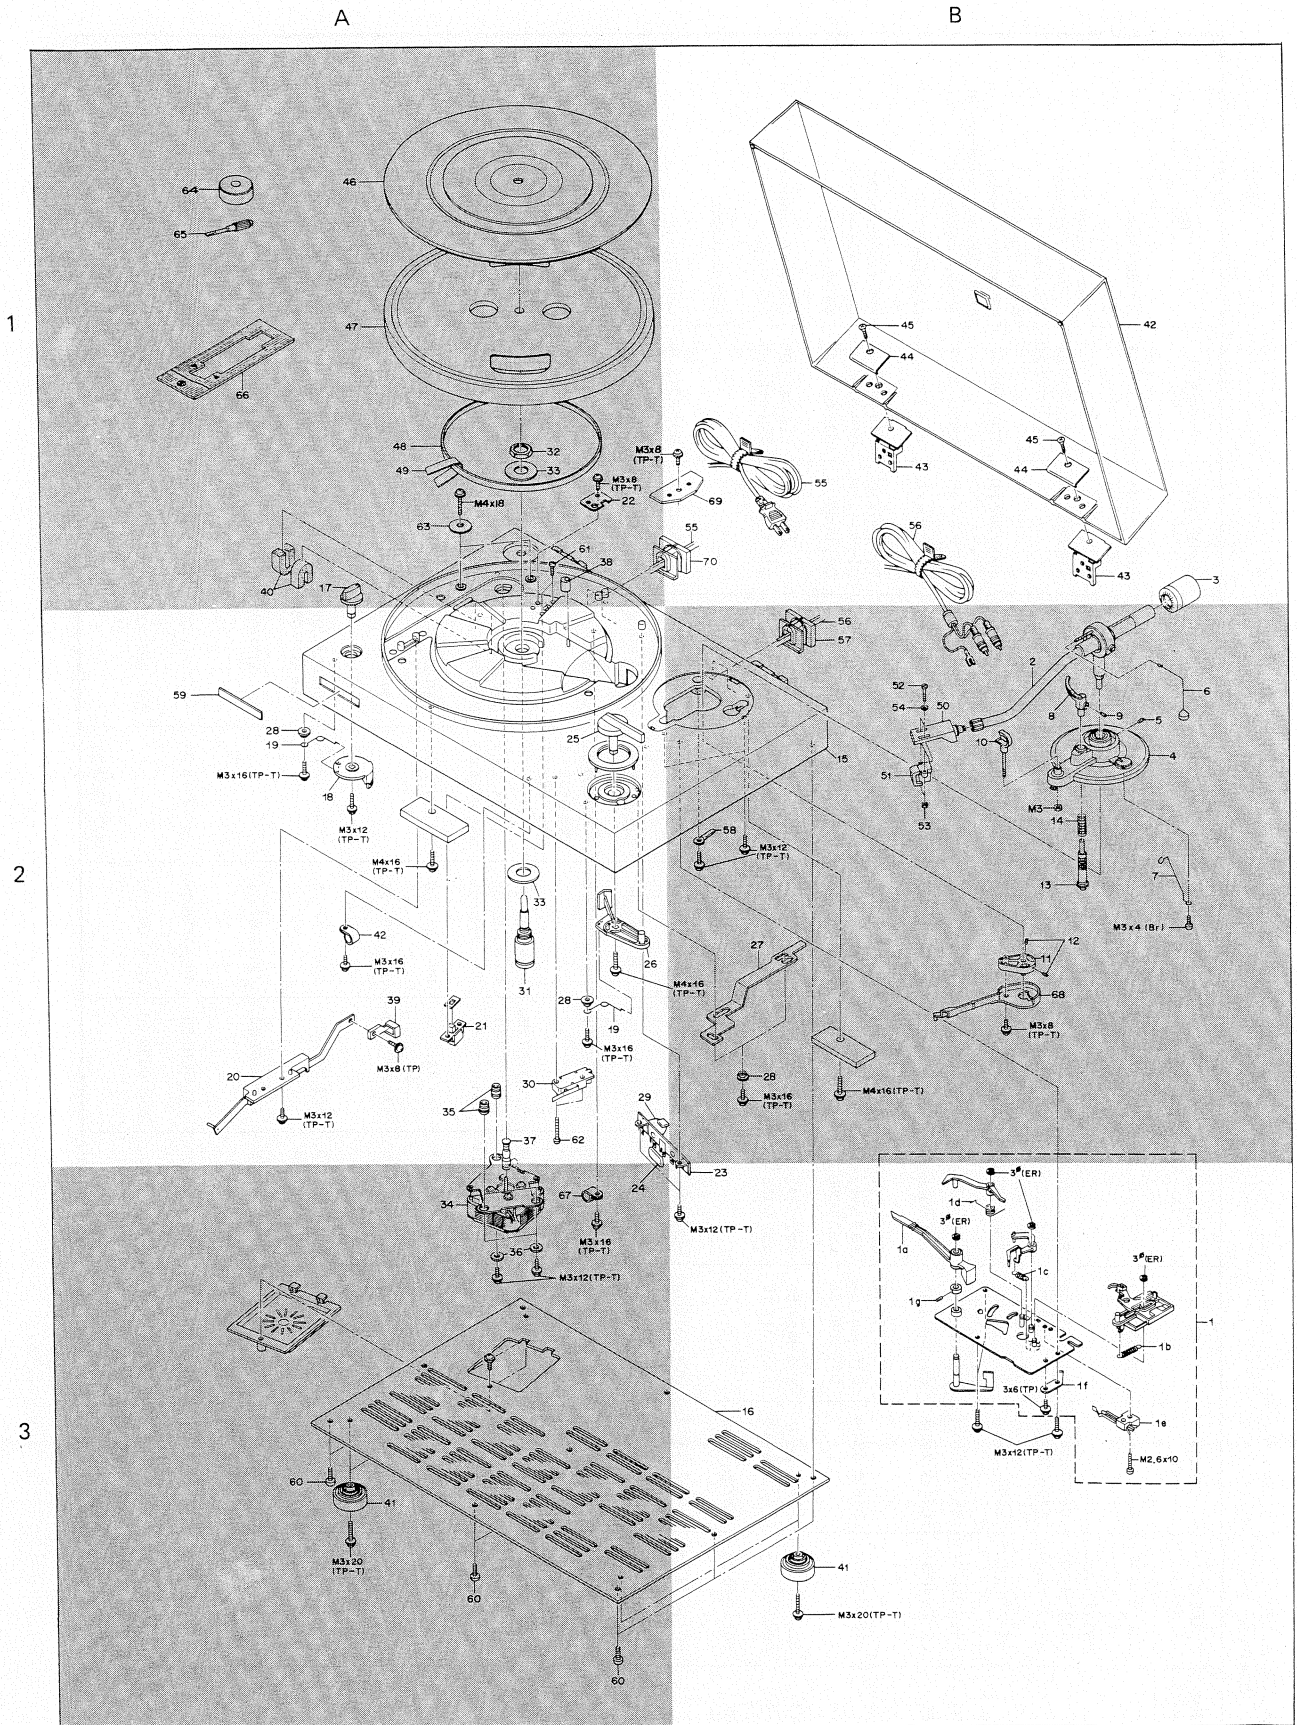 A
B
1
2
3
64
65
66
46
47
48
49
32
33
M4x18
63
M3x8
(TP-T)
22
M3x8
(TP-T)
69
55
55
70
61
38
40
17
45
44
43
42
45
44
43
56
3
56
57
2
6
52
54
50
8
9
5
10
4
51
53
M3
14
13
7
M3x4 (Br)
15
25
59
28
19
M3x16(TP-T)
18
M3x12
(TP-T)
M4x16
(TP-T)
58
M3x12
(TP-T)
33
31
42
M3x16
(TP-T)
26
M4x16
(TP-T)
27
12
11
68
M3x8
(TP-T)
39
M3x8(TP)
20
M3x12
(TP-T)
21
28
19
M3x16
(TP-T)
30
62
35
37
34
36
M3x12(TP-T)
67
M3x16
(TP-T)
29
24
23
M3x12(TP-T)
28
M3x16
(TP-T)
M4x16(TP-T)
3ø(ER)
1d
3ø(ER)
1a
1c
1g
3ø(ER)
1
1b
3x6(TP)
1f
1e
M3x12(TP-T)
M2,6x10
16
60
41
M3x20
(TP-T)
60
60
41
M3x20(TP-T)